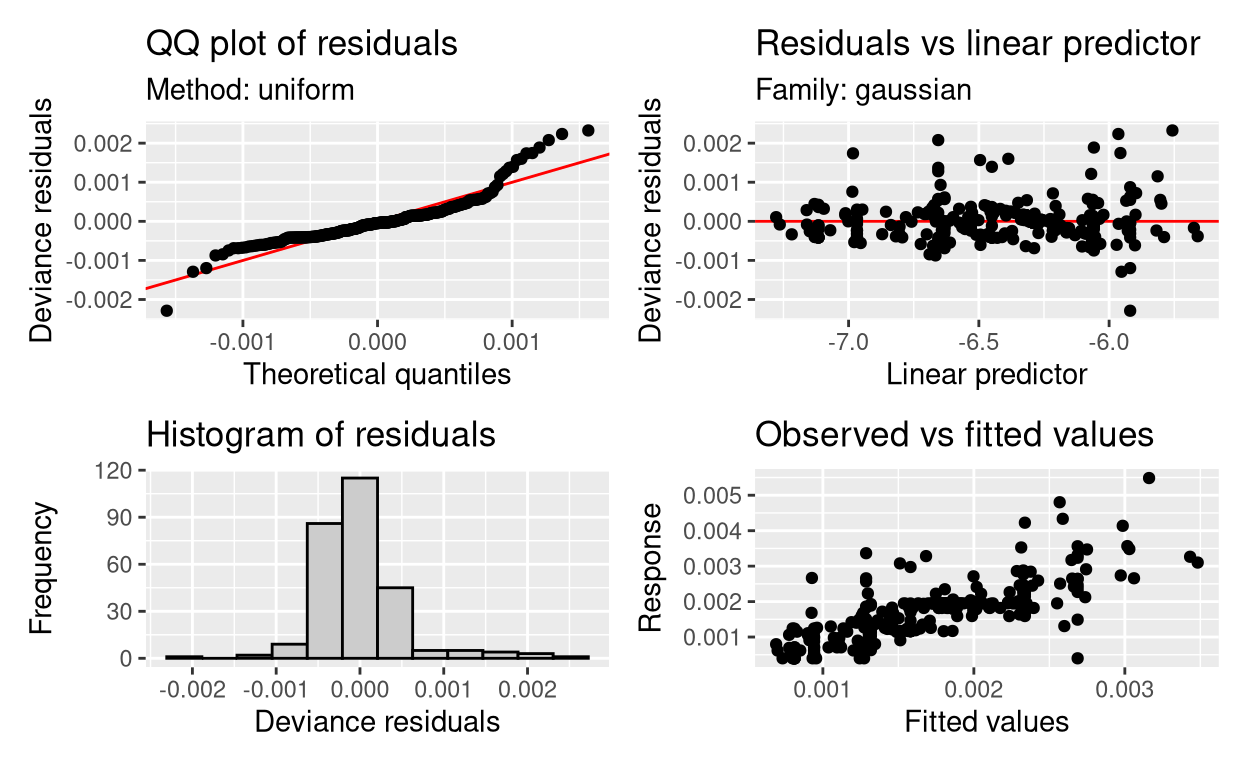 QQ plot of residuals
Method: uniform
Deviance residuals
0.002
0.001
0.000
-0.001
-0.002
-0.001 0.000 0.001
Theoretical quantiles
Residuals vs linear predictor
Family: gaussian
Deviance residuals
0.002
0.001
0.000
-0.001
-0.002
-7.0 -6.5 -6.0
Linear predictor
Histogram of residuals
Frequency
120
90
60
30
0
-0.002 -0.001 0.000 0.001 0.002
Deviance residuals
Observed vs fitted values
Response
0.005
0.004
0.003
0.002
0.001
0.001 0.002 0.003
Fitted values